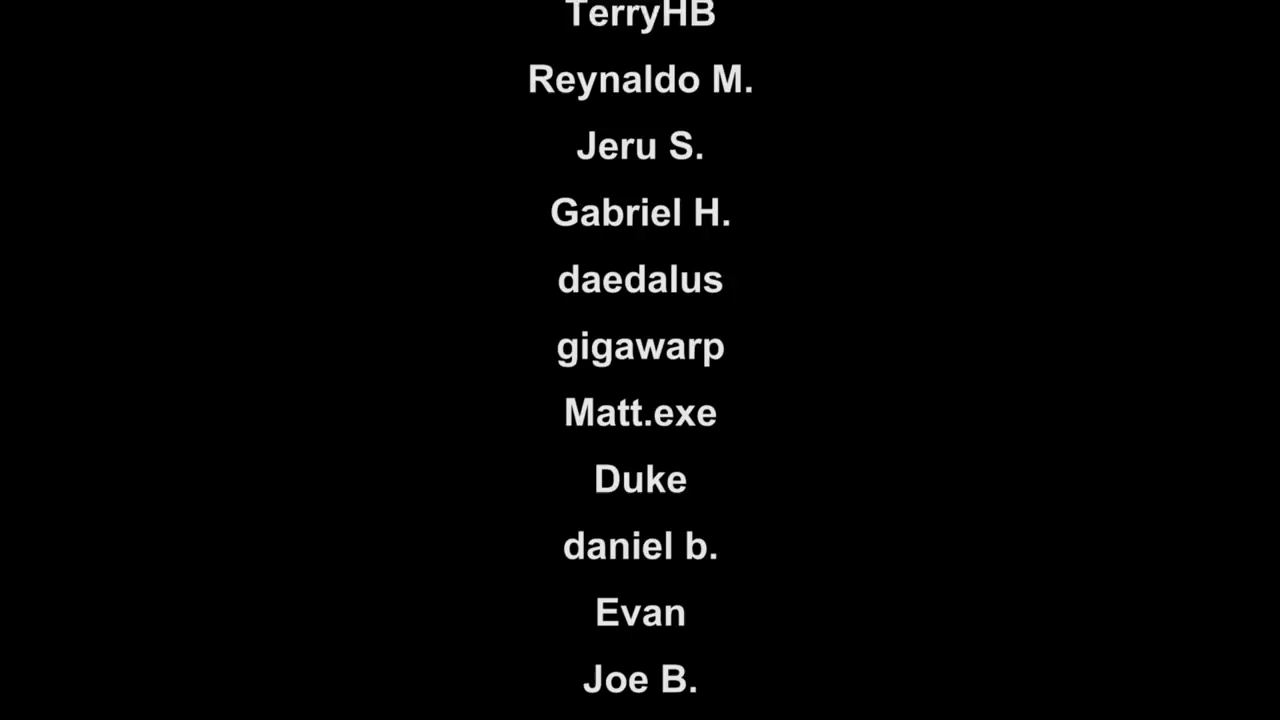 TerryHB
Reynaldo M.
Jeru S.
Gabriel H.
daedalus
gigawarp
Matt.exe
Duke
daniel b.
Evan
Joe B.